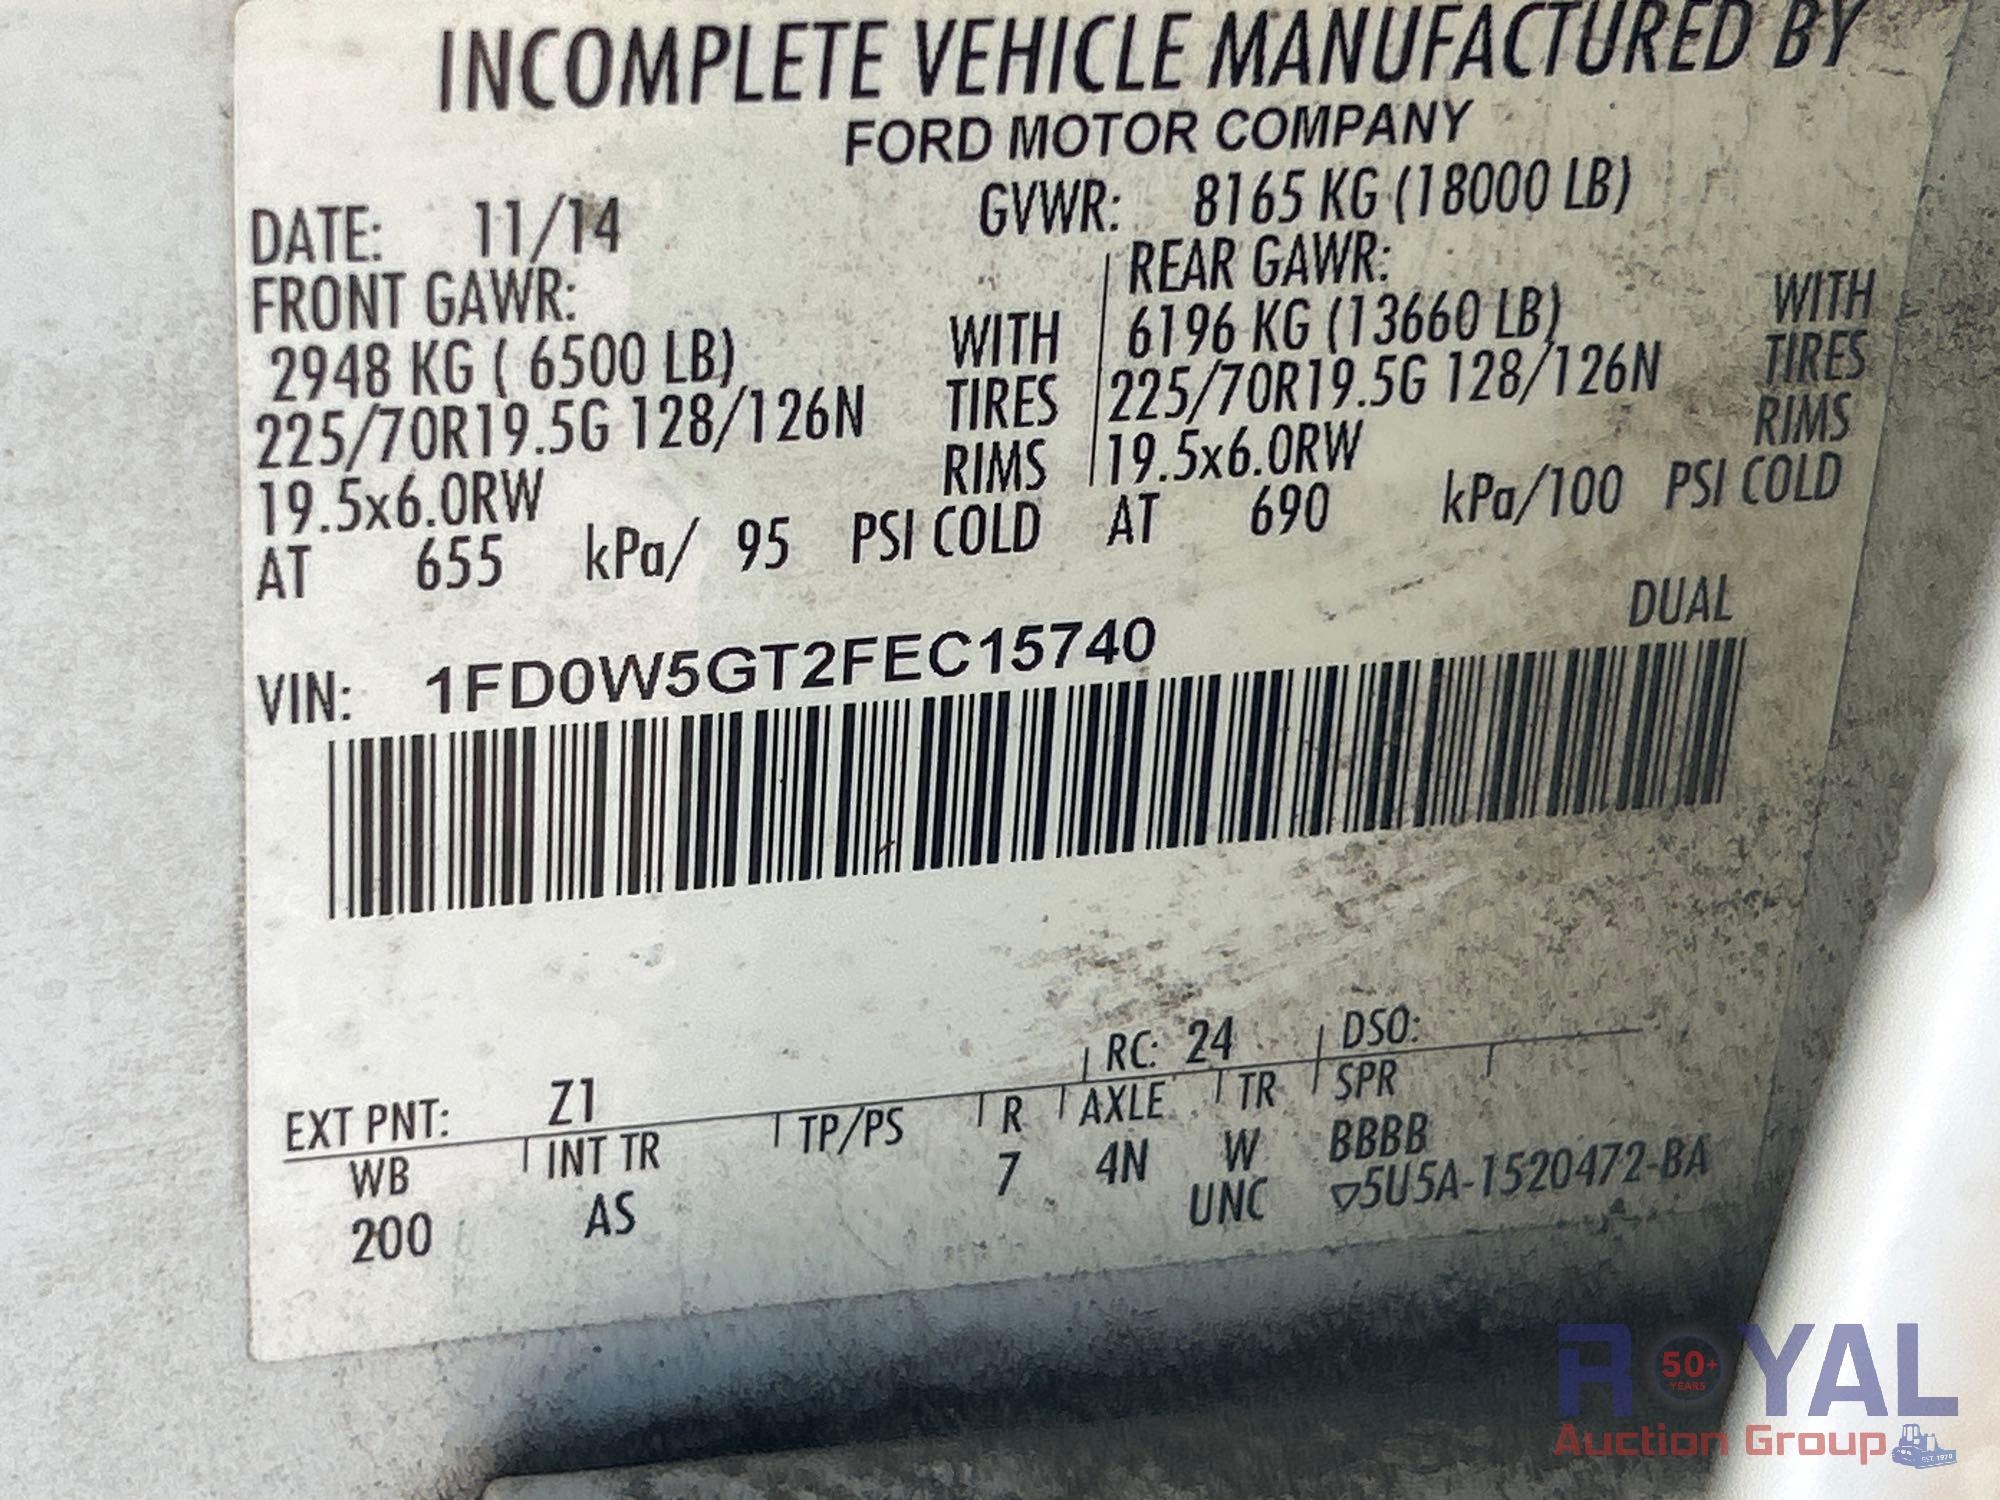 INCOMPLETE VEHICLE MANUFACTURED BY
FORD MOTOR COMPANY
DATE: 11/14 GVWR: 8165 KG (18000 LB)
FRONT GAWR: REAR GAWR:
2948 KG ( 6500 LB) WITH 6196 KG (13660 LB) WITH
225/70R19.5G 128/126N TIRES 225/70R19.5G 128/126N TIRES
19.5x6.0RW RIMS 19.5x6.0RW RIMS
AT 655 kPa/ 95 PSI COLD AT 690 kPa/100 PSI COLD
DUAL
VIN: 1FD0W5GT2FEC15740
EXT PNT: Z1 RC: 24 DSO:
WB INT TR TP/PS R AXLE TR SPR
200 AS 7 4N W BBBB
UNC ▽5U5A-1520472-BA
ROYAL
50+
YEARS
Auction Group
EST. 1970